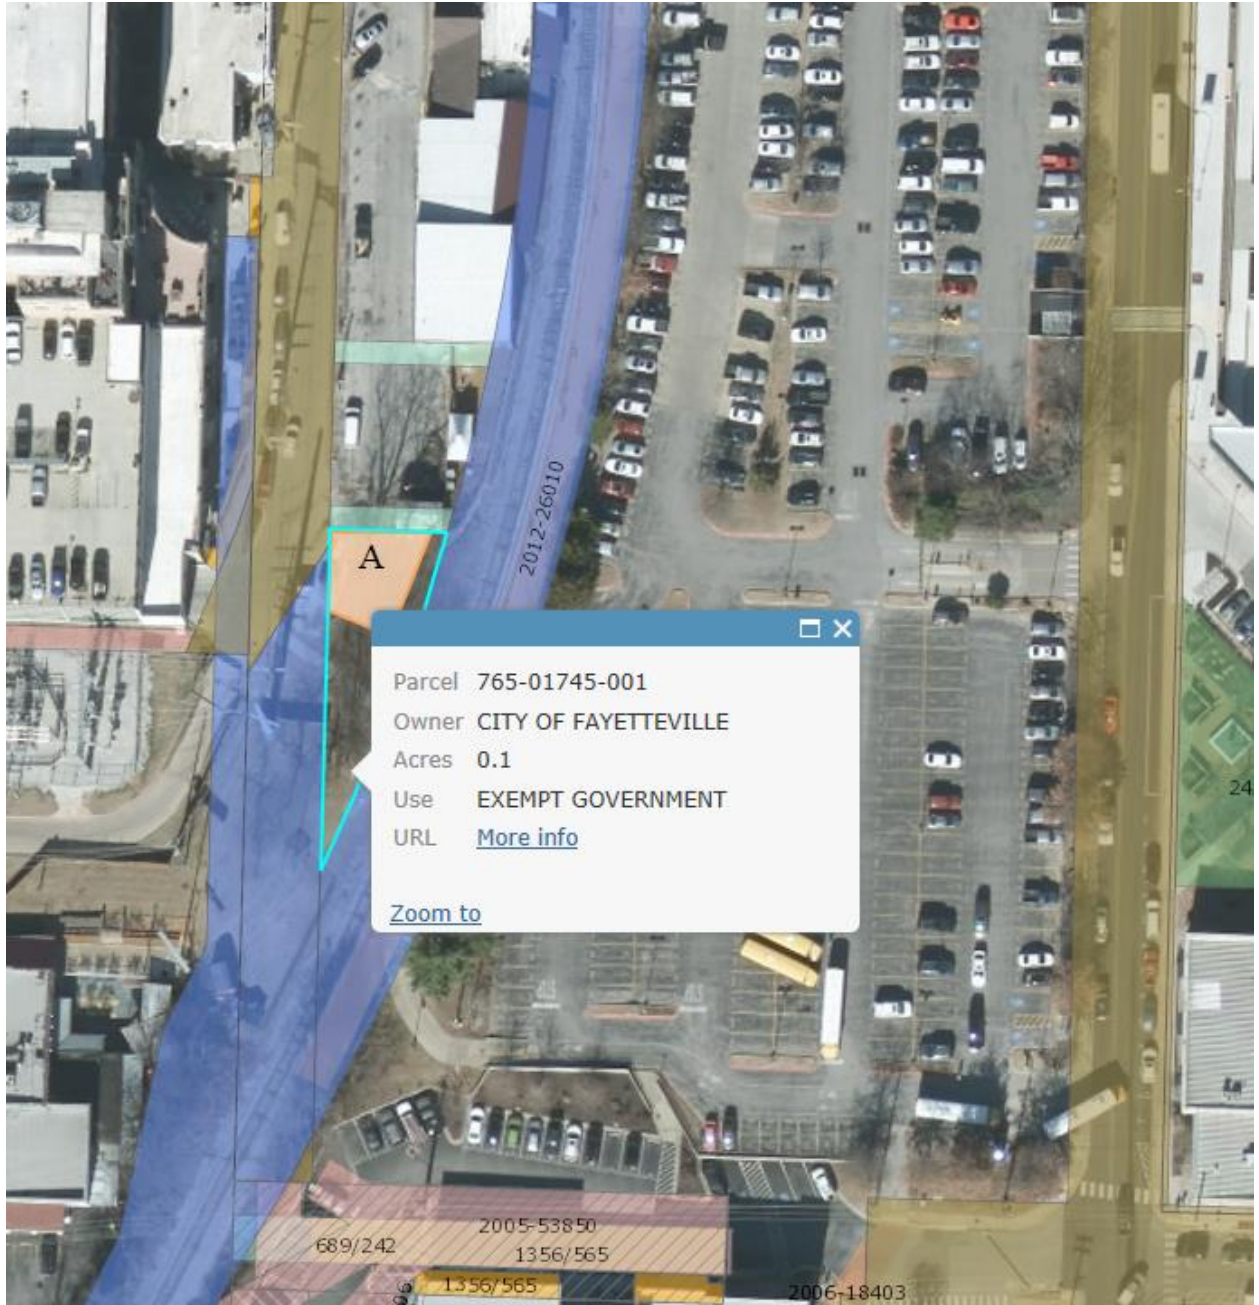 2012-26010
A
Parcel 765-01745-001
Owner CITY OF FAYETTEVILLE
Acres 0.1
Use EXEMPT GOVERNMENT
URL More info
Zoom to
24
2005-53850
689/242
1356/565
1356/565
06
2006-18403